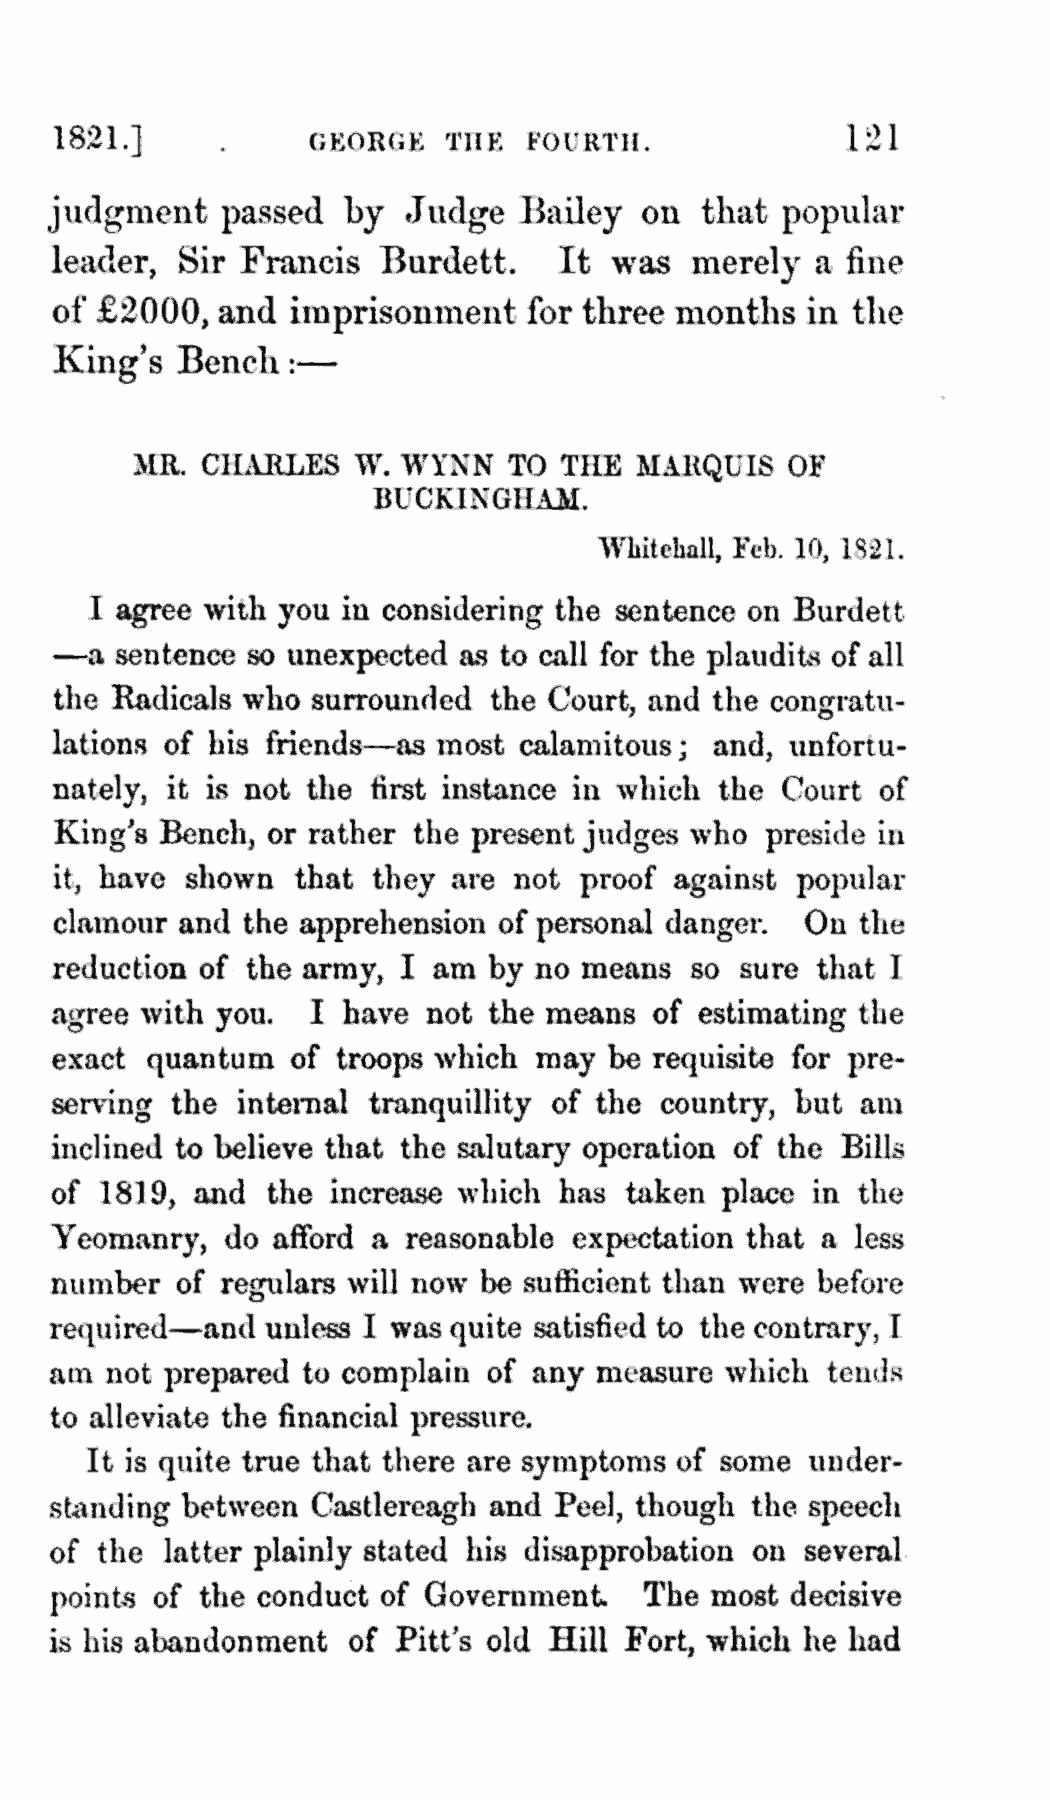 1821.] GEORGE THE FOURTH. 121
judgment passed by Judge Bailey on that popular
leader, Sir Francis Burdett. It was merely a fine
of £2000, and imprisonment for three months in the
King's Bench :—
MR. CHARLES W. WYNN TO THE MARQUIS OF
BUCKINGHAM.
Whitehall, Feb. 10, 1821.
I agree with you in considering the sentence on Burdett
—a sentence so unexpected as to call for the plaudits of all
the Radicals who surrounded the Court, and the congratu-
lations of his friends—as most calamitous; and, unfortu-
nately, it is not the first instance in which the Court of
King's Bench, or rather the present judges who preside in
it, have shown that they are not proof against popular
clamour and the apprehension of personal danger. On the
reduction of the army, I am by no means so sure that I
agree with you. I have not the means of estimating the
exact quantum of troops which may be requisite for pre-
serving the internal tranquillity of the country, but am
inclined to believe that the salutary operation of the Bills
of 1819, and the increase which has taken place in the
Yeomanry, do afford a reasonable expectation that a less
number of regulars will now be sufficient than were before
required—and unless I was quite satisfied to the contrary, I
am not prepared to complain of any measure which tends
to alleviate the financial pressure.
It is quite true that there are symptoms of some under-
standing between Castlereagh and Peel, though the speech
of the latter plainly stated his disapprobation on several
points of the conduct of Government. The most decisive
is his abandonment of Pitt's old Hill Fort, which he had